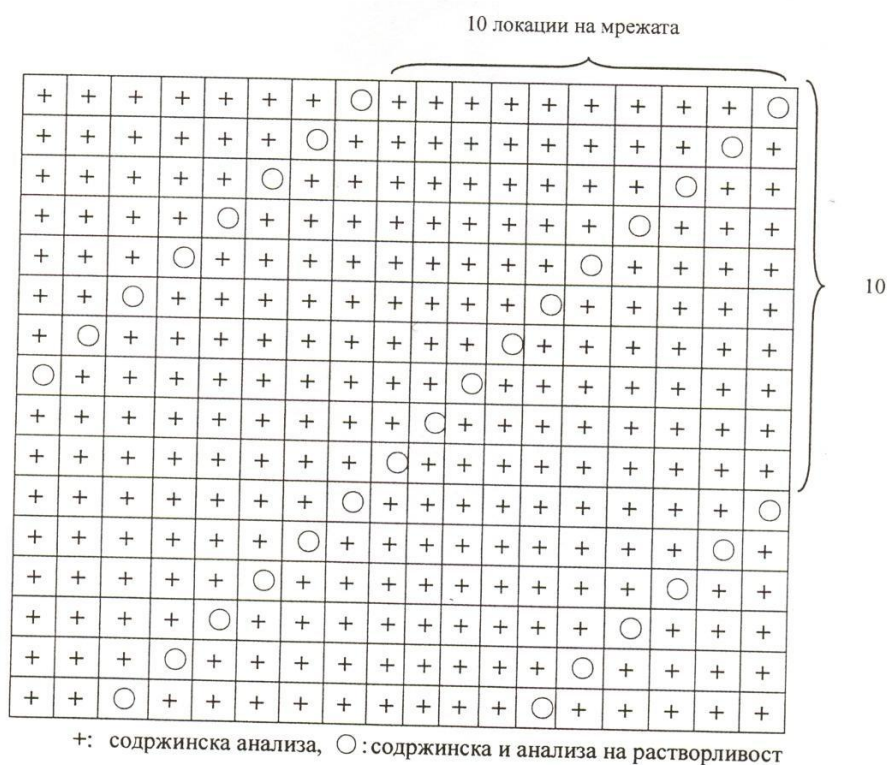 10 локации на мрежата
10
+: содржинска анализа, ○: содржинска и анализа на растворливост